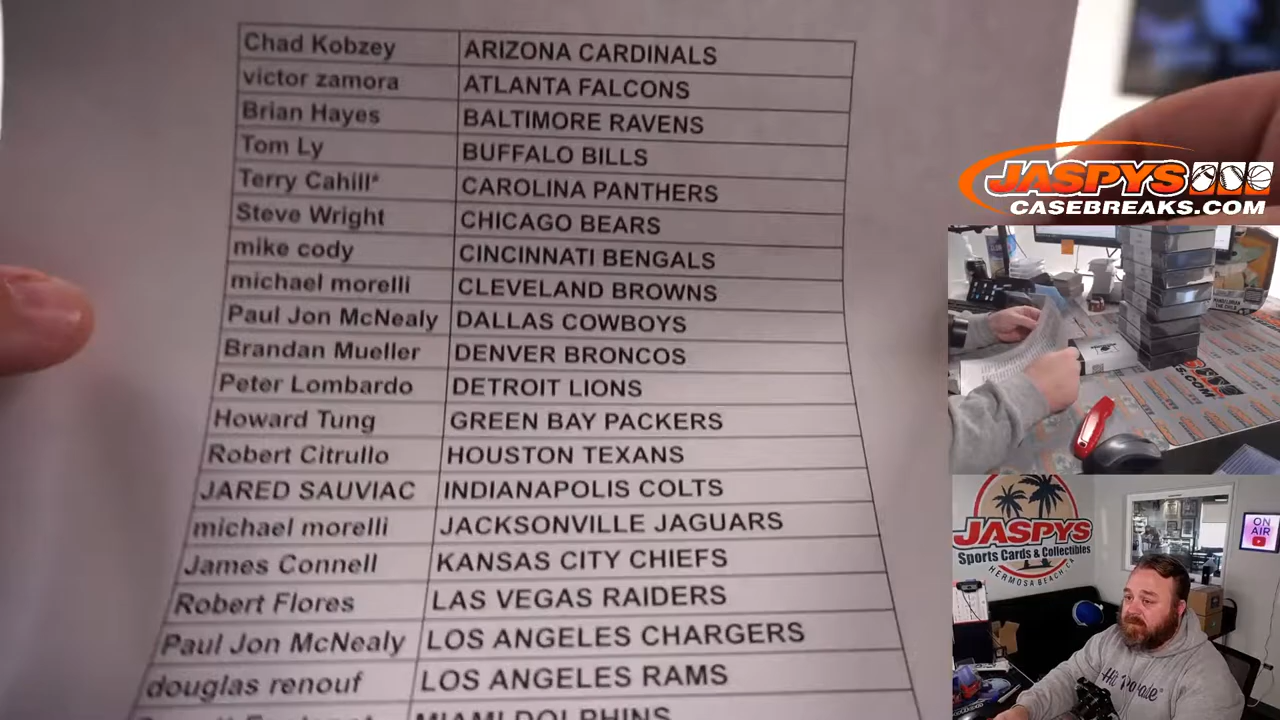 Chad Kobzey ARIZONA CARDINALS
victor zamora ATLANTA FALCONS
Brian Hayes BALTIMORE RAVENS
Tom Ly BUFFALO BILLS
Terry Cahill* CAROLINA PANTHERS
Steve Wright CHICAGO BEARS
mike cody CINCINNATI BENGALS
michael morelli CLEVELAND BROWNS
Paul Jon McNealy DALLAS COWBOYS
Brandan Mueller DENVER BRONCOS
Peter Lombardo DETROIT LIONS
Howard Tung GREEN BAY PACKERS
Robert Citrullo HOUSTON TEXANS
JARED SAUVIAC INDIANAPOLIS COLTS
michael morelli JACKSONVILLE JAGUARS
James Connell KANSAS CITY CHIEFS
Robert Flores LAS VEGAS RAIDERS
Paul Jon McNealy LOS ANGELES CHARGERS
douglas renouf LOS ANGELES RAMS
MIAMI DOLPHINS
JASPYS
CASEBREAKS.COM
JASPYS
Sports Cards & Collectibles
HERMOSA BEACH, CA
ON
AIR
Hit Parade